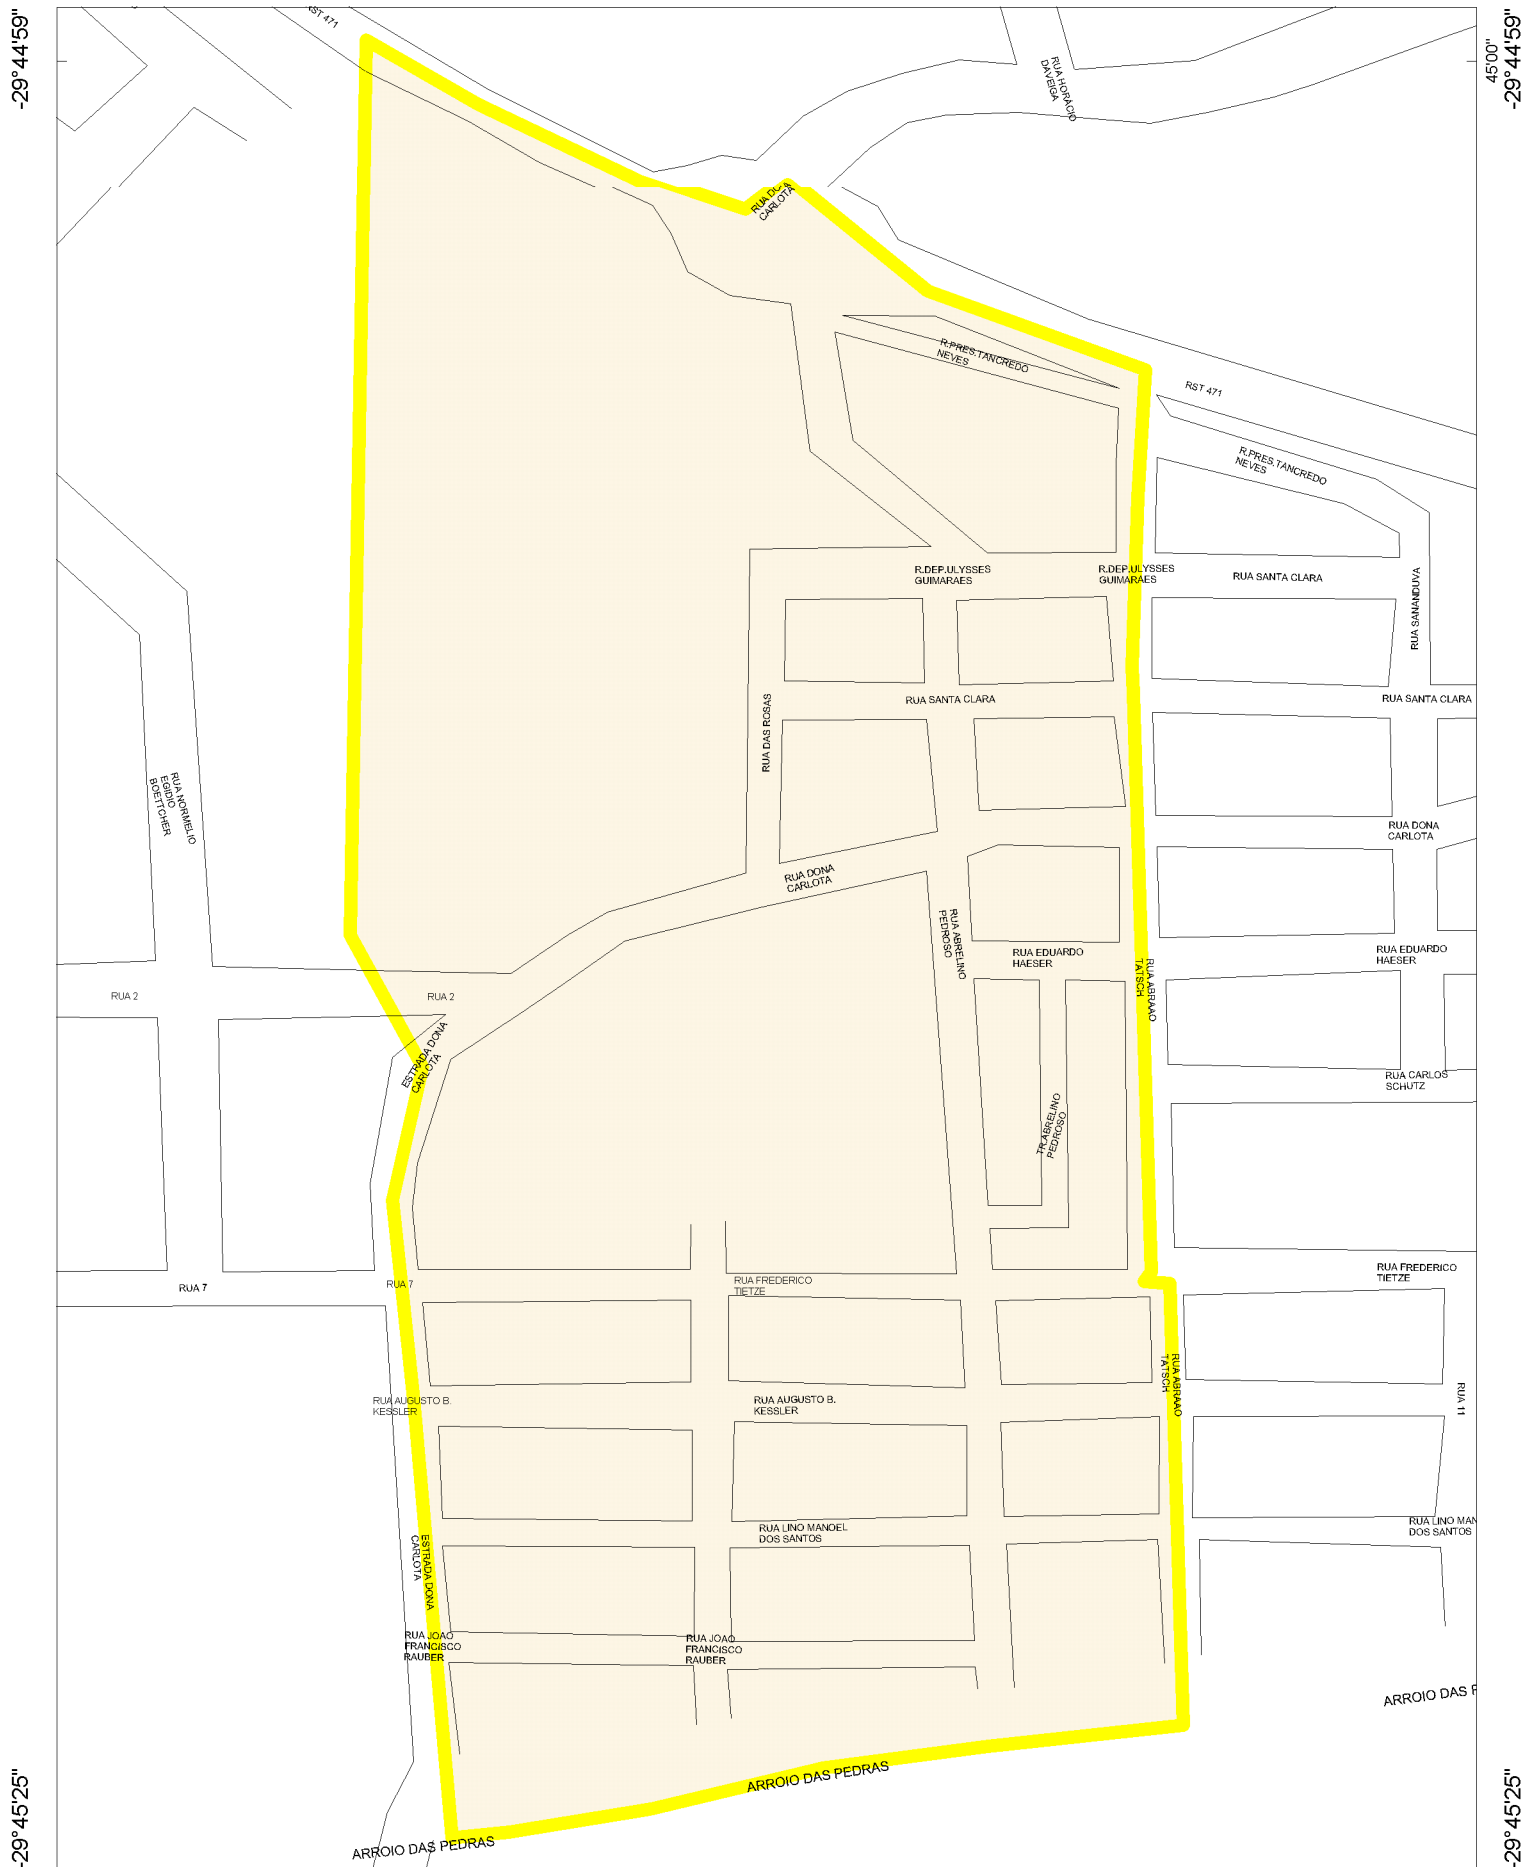 -29°44'59"
-29°44'59"
45'00"
RST 471
RUA HORÁCIO
DAVEIGA
RUA DONA
CARLOTA
R.PRES.TANCREDO
NEVES
RST 471
R.PRES.TANCREDO
NEVES
R.DEP.ULYSSES
GUIMARAES
R.DEP.ULYSSES
GUIMARAES
RUA SANTA CLARA
RUA SANANDUVA
RUA SANTA CLARA
RUA SANTA CLARA
RUA DAS ROSAS
RUA NORMELIO
EGIDIO
BOETTCHER
RUA DONA
CARLOTA
RUA DONA
CARLOTA
RUA ABRELINO
PEDROSO
RUA EDUARDO
HAESER
RUA EDUARDO
HAESER
RUA ABRAAO
TATSCH
RUA 2
RUA 2
ESTRADA DONA
CARLOTA
RUA CARLOS
SCHUTZ
TR.ABRELINO
PEDROSO
RUA 7
RUA 7
RUA FREDERICO
TIETZE
RUA FREDERICO
TIETZE
RUA ABRAAO
TATSCH
RUA 11
RUA AUGUSTO B.
KESSLER
RUA AUGUSTO B.
KESSLER
RUA LINO MANOEL
DOS SANTOS
RUA LINO MAN
DOS SANTOS
ESTRADA DONA
CARLOTA
RUA JOAO
FRANCISCO
RAUBER
RUA JOAO
FRANCISCO
RAUBER
ARROIO DAS P
ARROIO DAS PEDRAS
ARROIO DAS PEDRAS
-29°45'25"
-29°45'25"